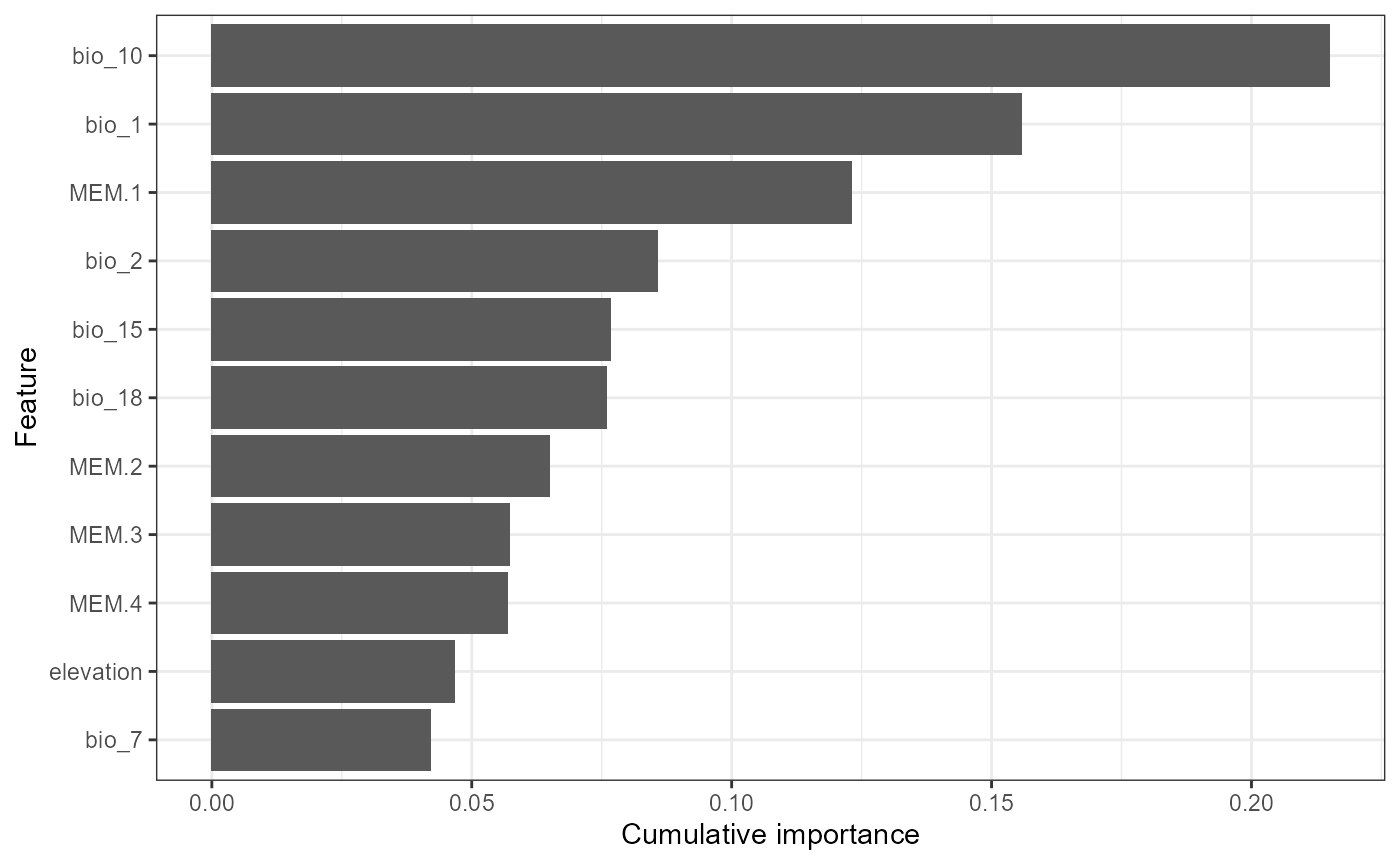 bio_10
bio_1
MEM.1
bio_2
bio_15
bio_18
MEM.2
MEM.3
MEM.4
elevation
bio_7
Feature
0.00 0.05 0.10 0.15 0.20
Cumulative importance